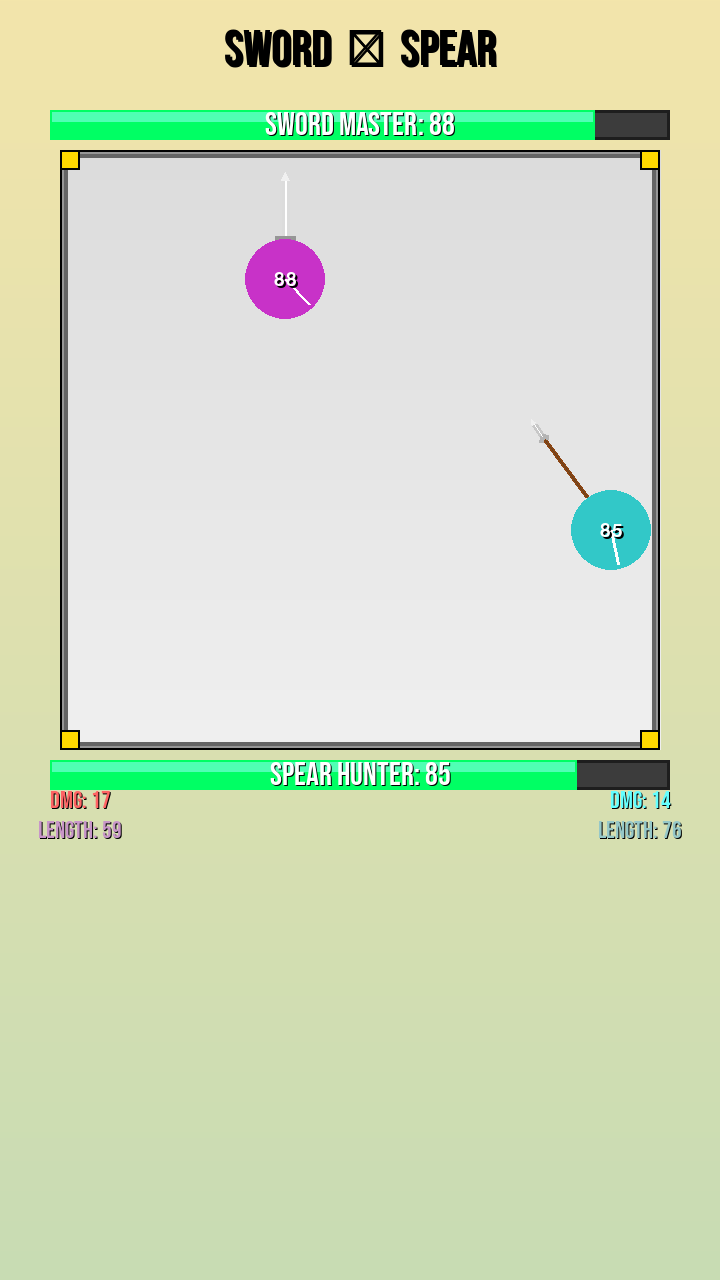 SWORD SPEAR
SWORD MASTER: 88
88
85
SPEAR HUNTER: 85
DMG: 17
DMG: 14
LENGTH: 59
LENGTH: 76